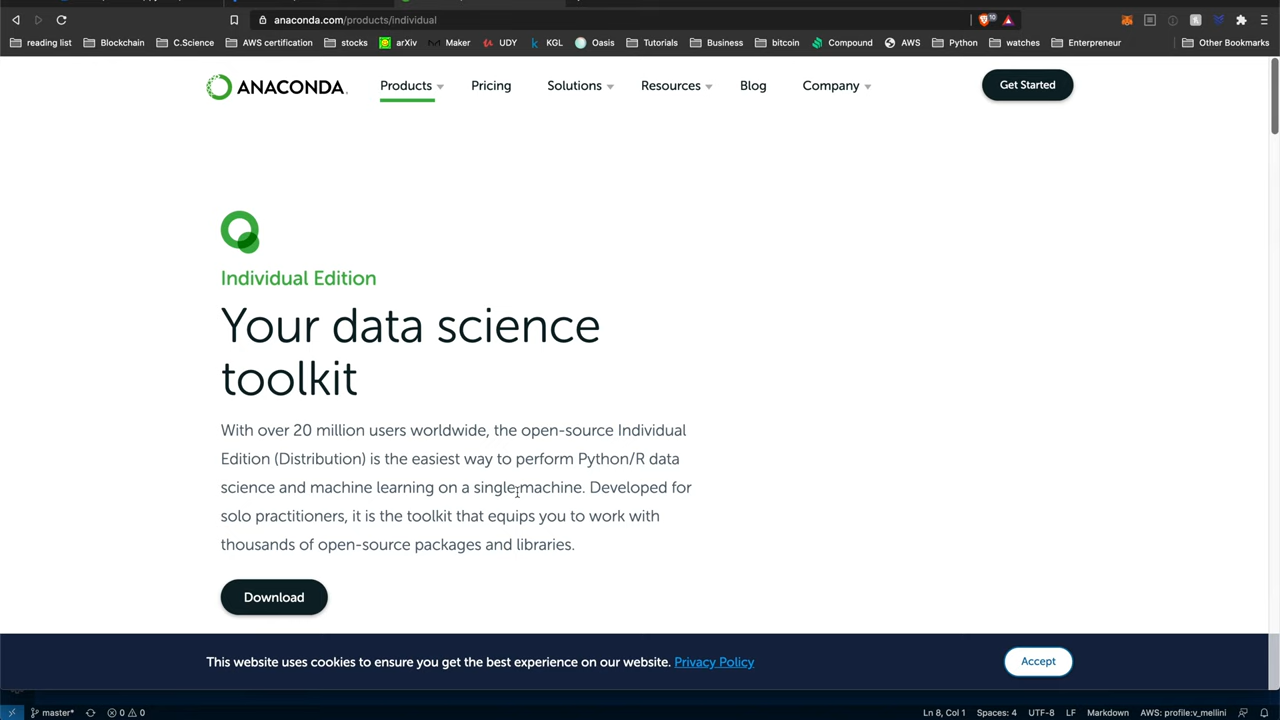 anaconda.com/products/individual
10
reading list Blockchain C.Science AWS certification stocks arXiv Maker UDY KGL Oasis Tutorials Business bitcoin Compound AWS Python watches Enterpreneur Other Bookmarks
ANACONDA. Products Pricing Solutions Resources Blog Company Get Started
Individual Edition
Your data science
toolkit
With over 20 million users worldwide, the open-source Individual
Edition (Distribution) is the easiest way to perform Python/R data
science and machine learning on a single machine. Developed for
solo practitioners, it is the toolkit that equips you to work with
thousands of open-source packages and libraries.
Download
This website uses cookies to ensure you get the best experience on our website. Privacy Policy Accept
master* 0 0 Ln 8, Col 1 Spaces: 4 UTF-8 LF Markdown AWS: profile:v_mellini